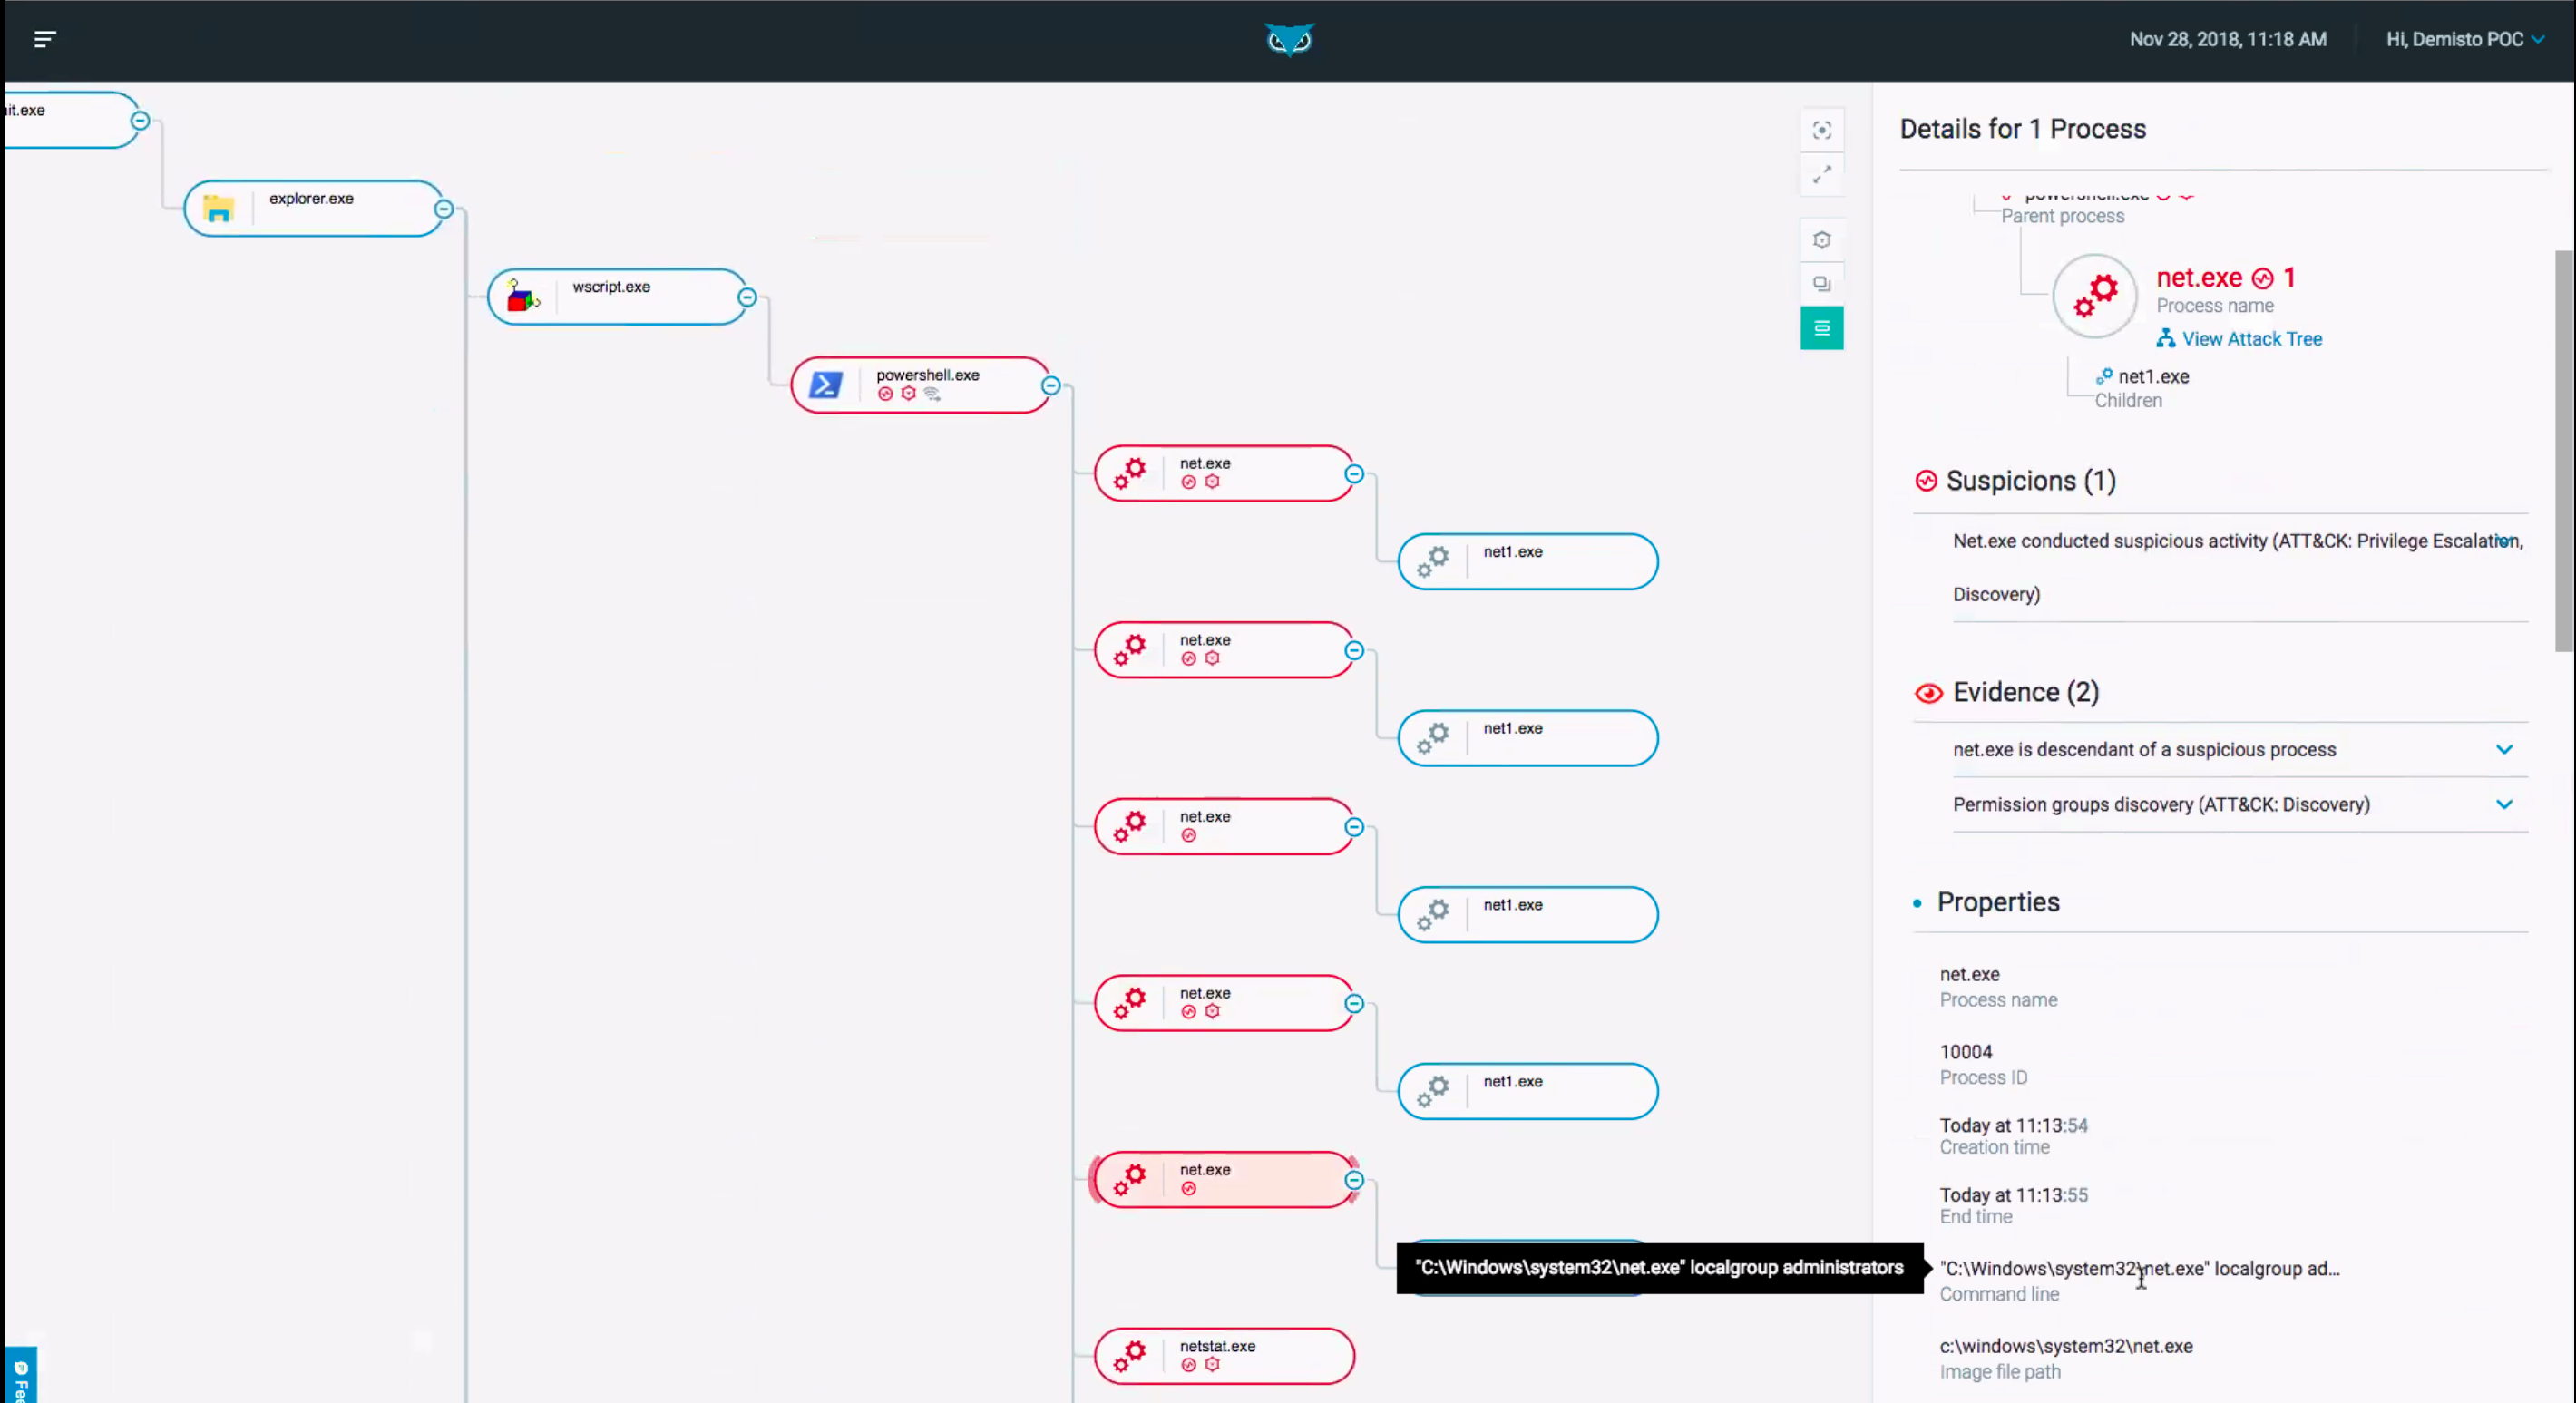 Nov 28, 2018, 11:18 AM
Hi, Demisto POC
it.exe
explorer.exe
wscript.exe
powershell.exe
net.exe
net1.exe
net.exe
net1.exe
net.exe
net1.exe
net.exe
net1.exe
net.exe
"C:\Windows\system32\net.exe" localgroup administrators
netstat.exe
Fee
Details for 1 Process
powershell.exe
Parent process
net.exe 1
Process name
View Attack Tree
net1.exe
Children
Suspicions (1)
Net.exe conducted suspicious activity (ATT&CK: Privilege Escalation,
Discovery)
Evidence (2)
net.exe is descendant of a suspicious process
Permission groups discovery (ATT&CK: Discovery)
Properties
net.exe
Process name
10004
Process ID
Today at 11:13:54
Creation time
Today at 11:13:55
End time
"C:\Windows\system32\net.exe" localgroup ad...
Command line
c:\windows\system32\net.exe
Image file path